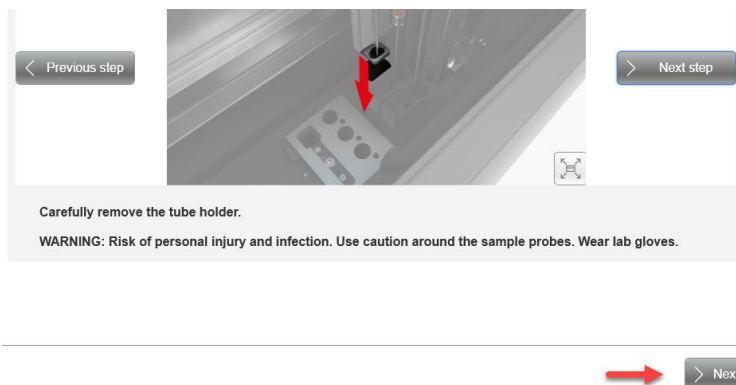 Previous step
Next step
Carefully remove the tube holder.
WARNING: Risk of personal injury and infection. Use caution around the sample probes. Wear lab gloves.
Nex